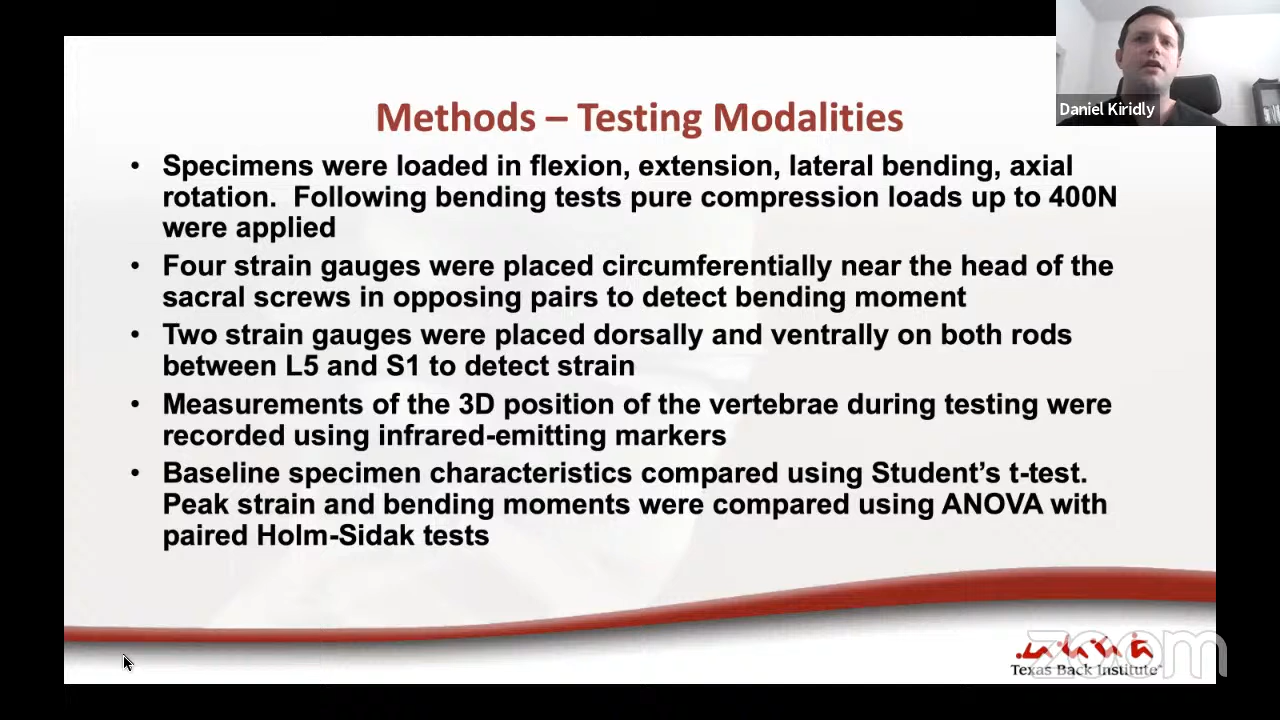 Daniel Kiridly
Methods – Testing Modalities
• Specimens were loaded in flexion, extension, lateral bending, axial
rotation.  Following bending tests pure compression loads up to 400N
were applied
• Four strain gauges were placed circumferentially near the head of the
sacral screws in opposing pairs to detect bending moment
• Two strain gauges were placed dorsally and ventrally on both rods
between L5 and S1 to detect strain
• Measurements of the 3D position of the vertebrae during testing were
recorded using infrared-emitting markers
• Baseline specimen characteristics compared using Student’s t-test.
Peak strain and bending moments were compared using ANOVA with
paired Holm-Sidak tests
zoom
Texas Back Institute